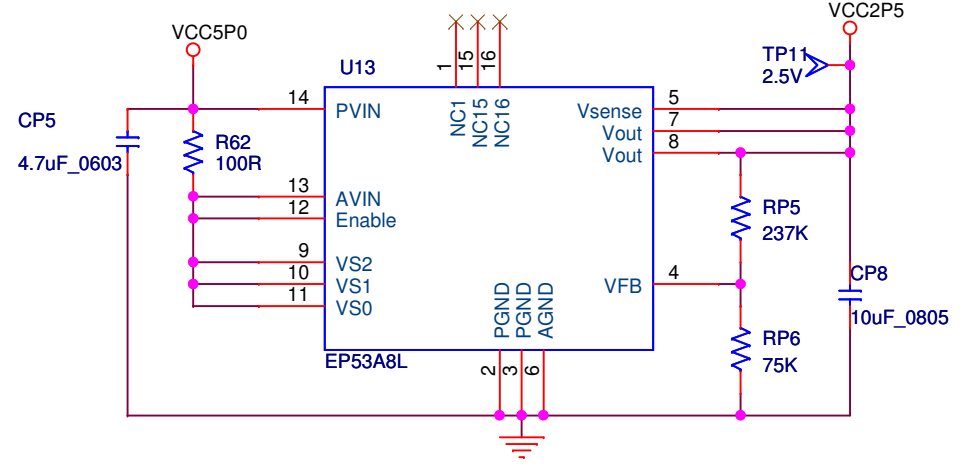 VCC5P0
VCC2P5
TP11
2.5V
U13
1
15
16
NC1
NC15
NC16
CP5
4.7uF_0603
R62
100R
14
PVIN
13
AVIN
12
Enable
9
VS2
10
VS1
11
VS0
Vsense
5
Vout
7
Vout
8
RP5
237K
VFB
4
CP8
10uF_0805
RP6
75K
PGND
PGND
AGND
EP53A8L
2
3
6